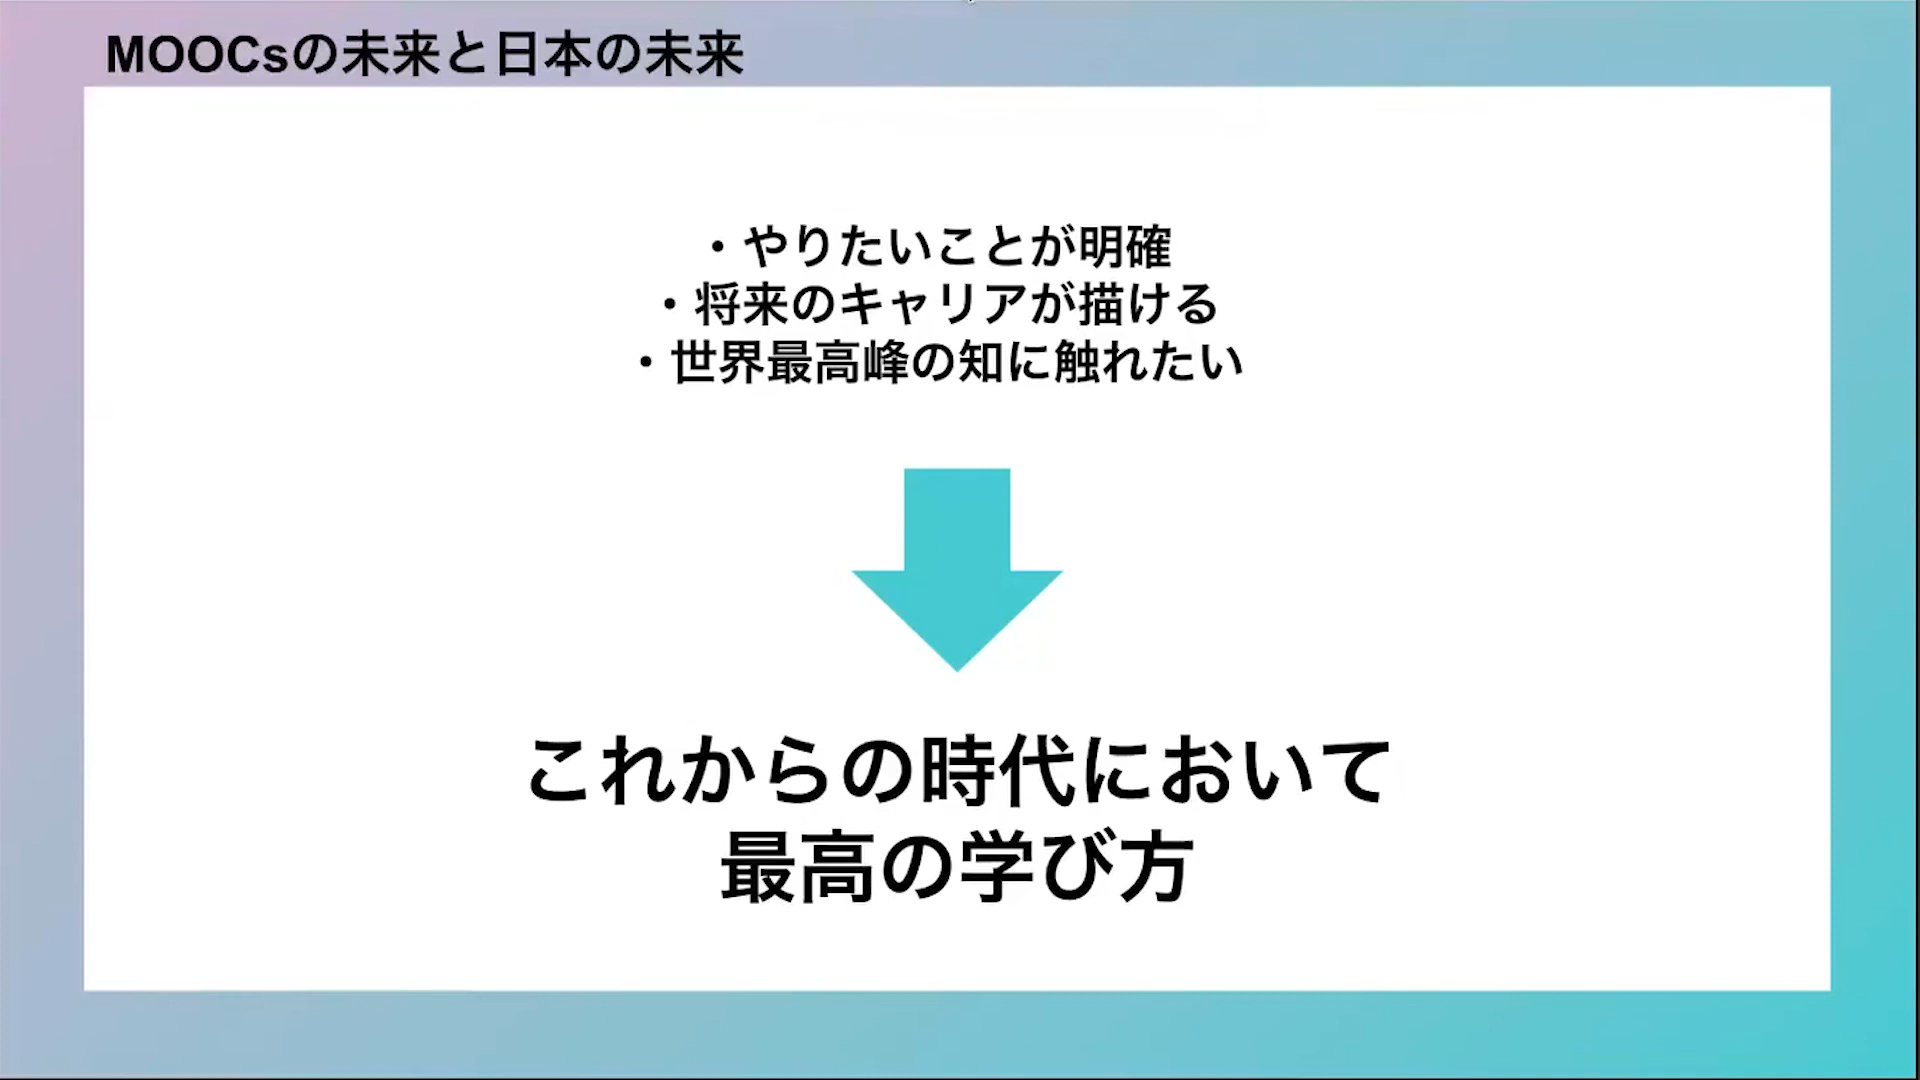 MOOCsの未来と日本の未来
・やりたいことが明確
・将来のキャリアが描ける
・世界最高峰の知に触れたい
これからの時代において
最高の学び方